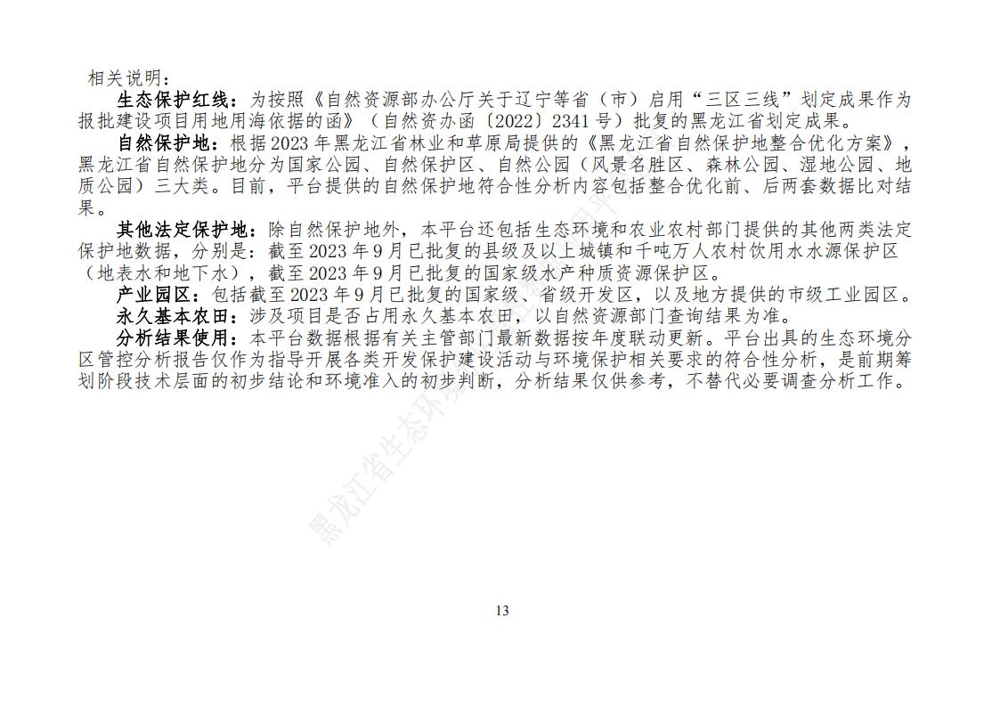 相关说明：
生态保护红线：为按照《自然资源部办公厅关于辽宁等省（市）启用“三区三线”划定成果作为
报批建设项目用地用海依据的函》（自然资办函〔2022〕2341号）批复的黑龙江省划定成果。
自然保护地：根据2023年黑龙江省林业和草原局提供的《黑龙江省自然保护地整合优化方案》，
黑龙江省自然保护地分为国家公园、自然保护区、自然公园（风景名胜区、森林公园、湿地公园、地
质公园）三大类。目前，平台提供的自然保护地符合性分析内容包括整合优化前、后两套数据比对结
果。
其他法定保护地：除自然保护地外，本平台还包括生态环境和农业农村部门提供的其他两类法定
保护地数据，分别是：截至2023年9月已批复的县级及以上城镇和千吨万人农村饮用水水源保护区
（地表水和地下水），截至2023年9月已批复的国家级水产种质资源保护区。
产业园区：包括截至2023年9月已批复的国家级、省级开发区，以及地方提供的市级工业园区。
永久基本农田：涉及项目是否占用永久基本农田，以自然资源部门查询结果为准。
分析结果使用：本平台数据根据有关主管部门最新数据按年度联动更新。平台出具的生态环境分
区管控分析报告仅作为指导开展各类开发保护建设活动与环境保护相关要求的符合性分析，是前期筹
划阶段技术层面的初步结论和环境准入的初步判断，分析结果仅供参考，不替代必要调查分析工作。
黑龙江省生态环境
13